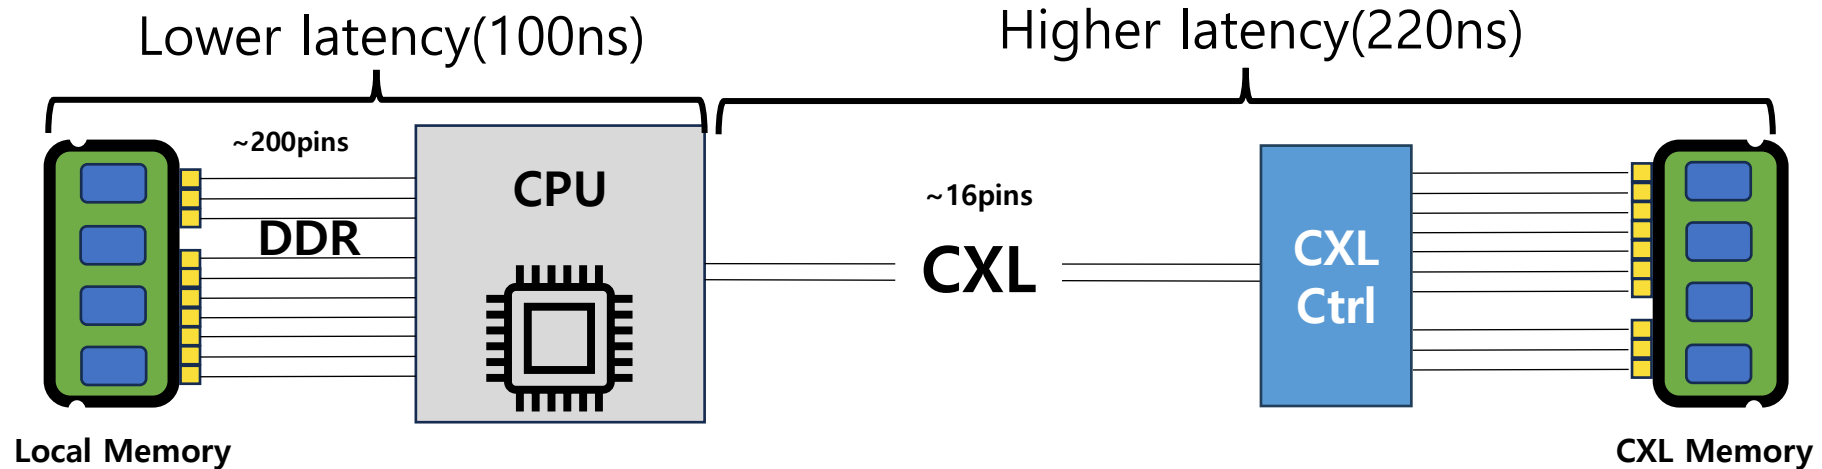 Lower latency(100ns)
Higher latency(220ns)
~200pins
DDR
CPU
~16pins
CXL
CXL
Ctrl
Local Memory
CXL Memory